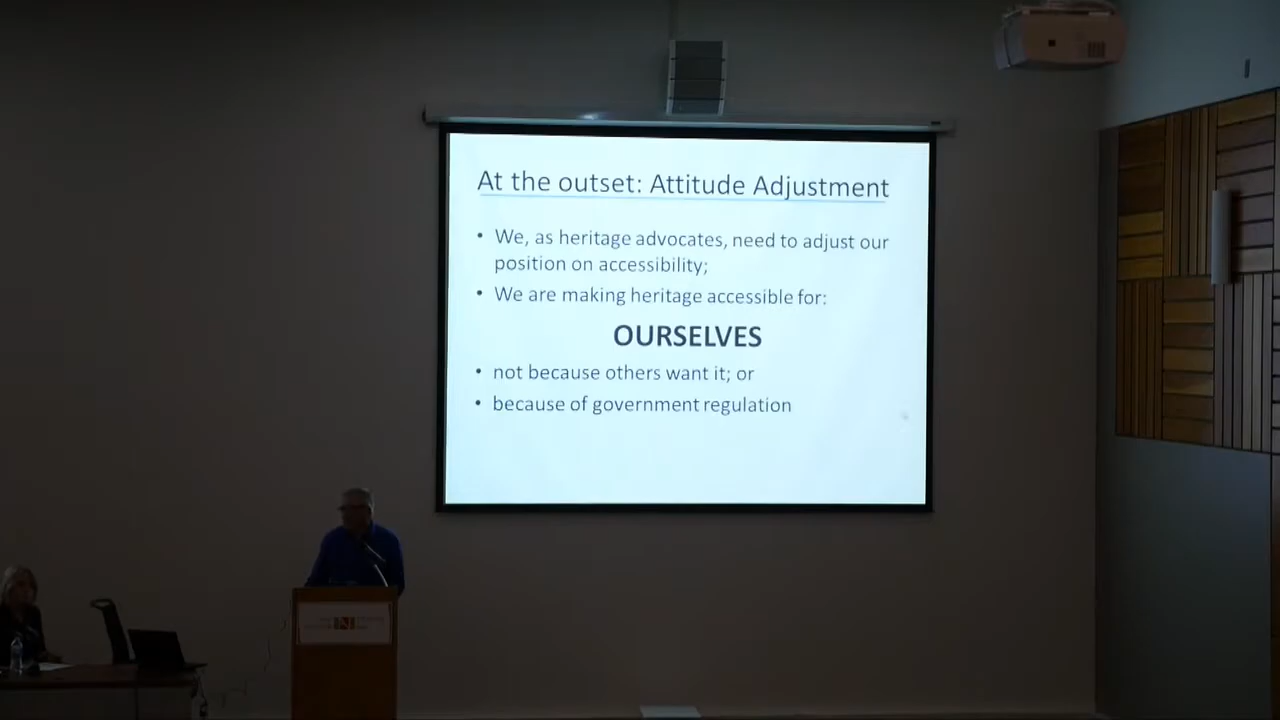 At the outset: Attitude Adjustment
• We, as heritage advocates, need to adjust our
position on accessibility;
• We are making heritage accessible for:
OURSELVES
• not because others want it; or
• because of government regulation